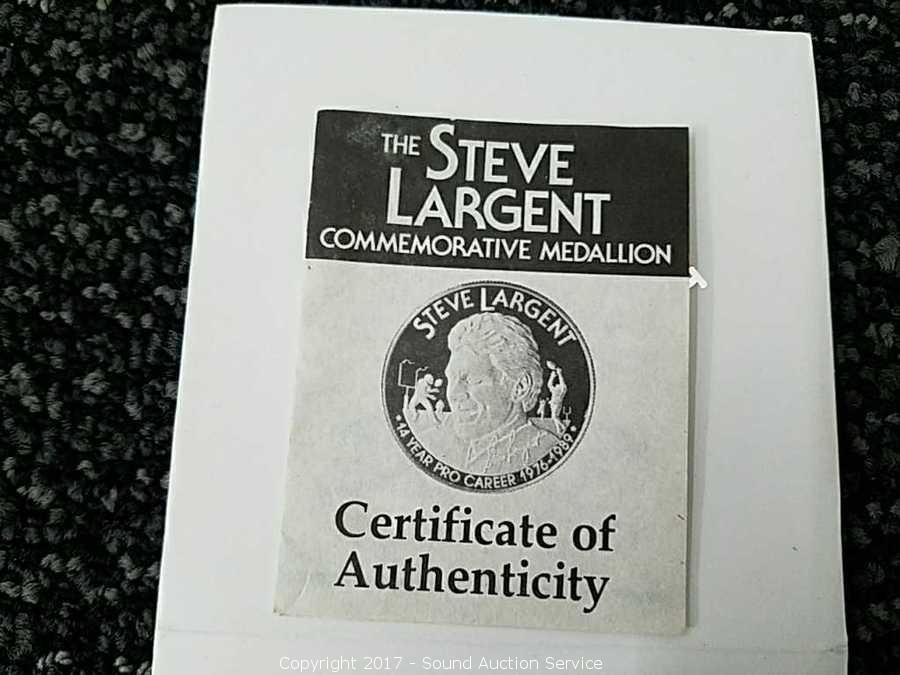 THE STEVE
LARGENT
COMMEMORATIVE MEDALLION
STEVE LARGENT
• 14 YEAR PRO CAREER 1976-1989 •
Certificate of
Authenticity
Copyright 2017 - Sound Auction Service